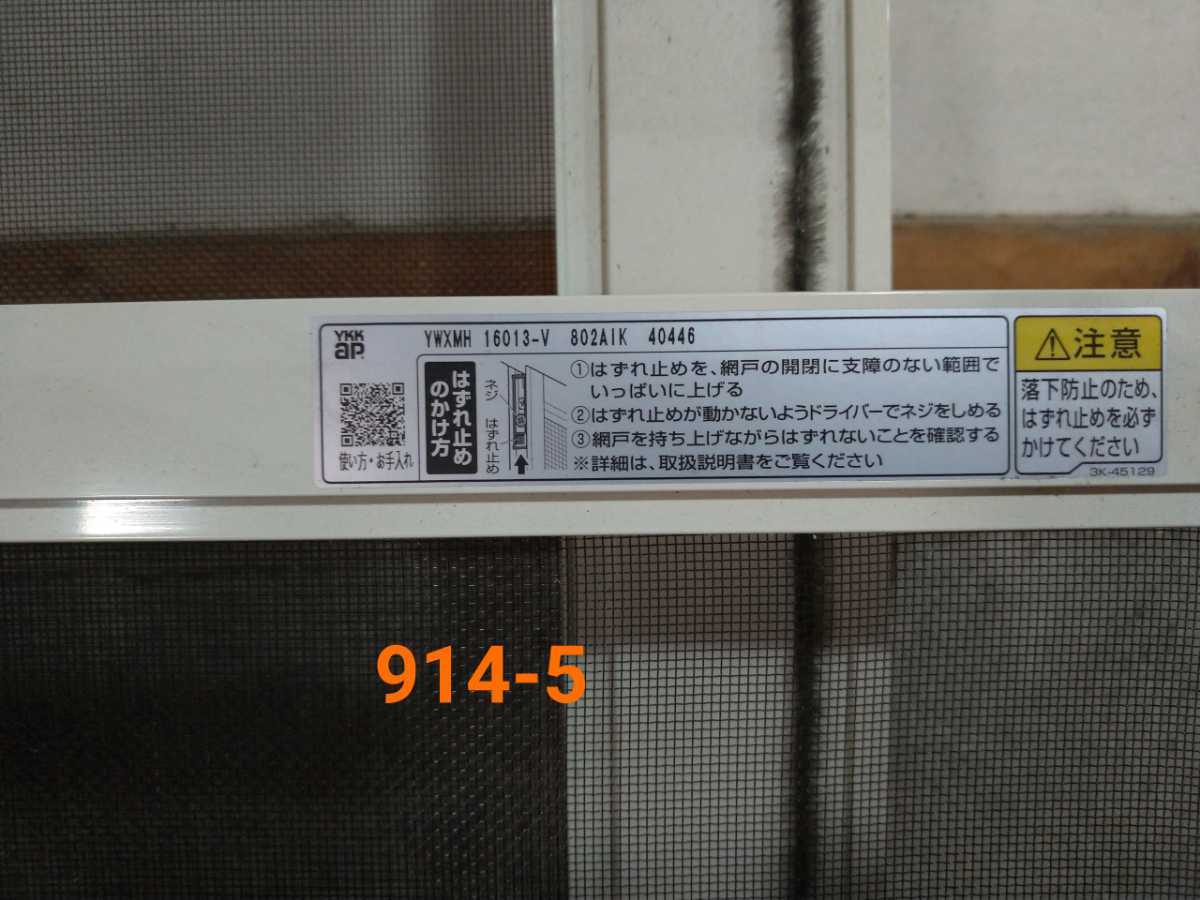 YKK
ap
YWXMH 16013-V 802AIK 40446
使い方・お手入れ
はずれ止め
のかけ方
ネジ
はずれ止め
①はずれ止めを、網戸の開閉に支障のない範囲で
いっぱいに上げる
②はずれ止めが動かないようドライバーでネジをしめる
③網戸を持ち上げながらはずれないことを確認する
※詳細は、取扱説明書をご覧ください
⚠注意
落下防止のため、
はずれ止めを必ず
かけてください
3K-45129
914-5